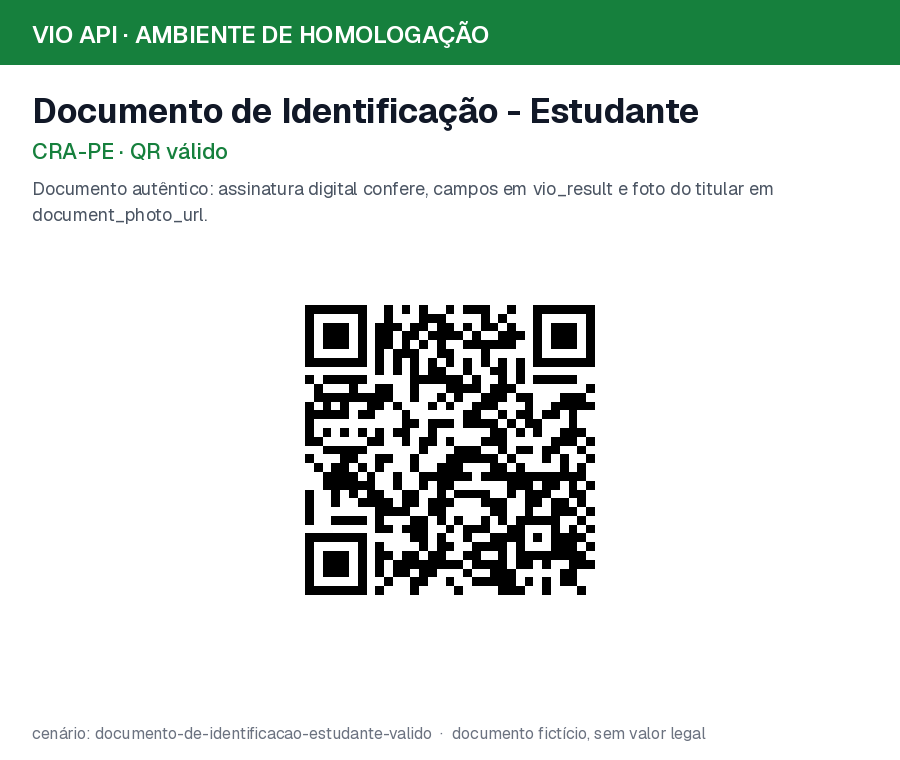 VIO API · AMBIENTE DE HOMOLOGAÇÃO
Documento de Identificação - Estudante
CRA-PE · QR válido
Documento autêntico: assinatura digital confere, campos em vio_result e foto do titular em
document_photo_url.
cenário: documento-de-identificacao-estudante-valido · documento fictício, sem valor legal